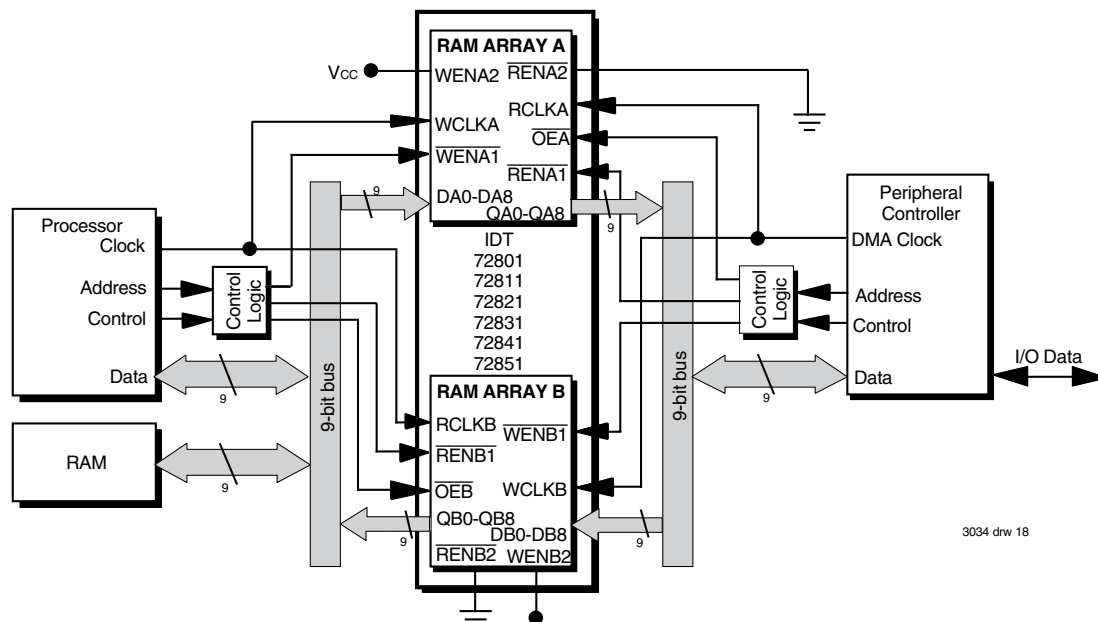 RAM ARRAY A
VCC
WENA2
RENA2
RCLKA
WCLKA
OEA
WENA1
RENA1
9
DA0-DA8
QA0-QA8
9
Processor
Clock
Address
Control
Data
9
Control
Logic
RAM
9
9-bit bus
IDT
72801
72811
72821
72831
72841
72851
9-bit bus
Peripheral
Controller
DMA Clock
Address
Control
Data
Control
Logic
9
I/O Data
RAM ARRAY B
RCLKB
WENB1
RENB1
OEB
WCLKB
QB0-QB8
9
DB0-DB8
9
RENB2
WENB2
3034 drw 18